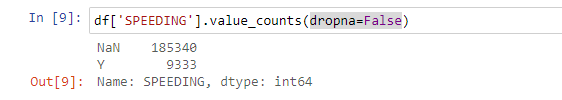 In [9]: df['SPEEDING'].value_counts(dropna=False)
NaN    185340
Y        9333
Out[9]: Name: SPEEDING, dtype: int64